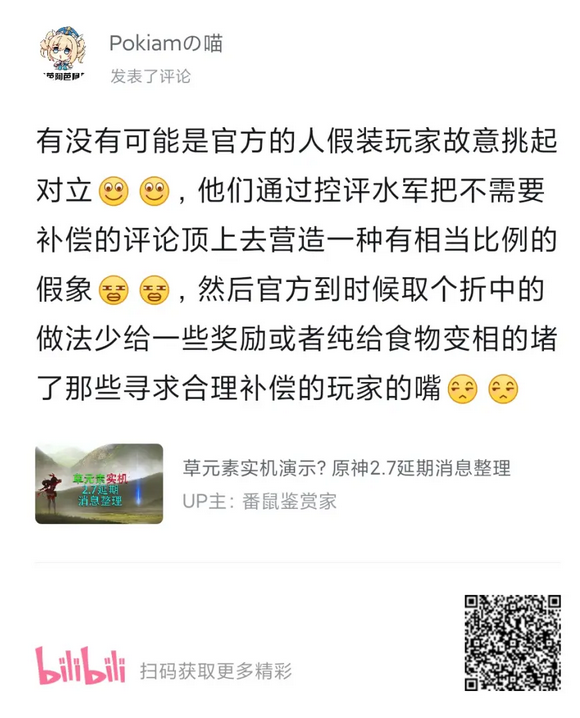 Pokiamの喵
发表了评论
有没有可能是官方的人假装玩家故意挑起
对立，他们通过控评水军把不需要
补偿的评论顶上去营造一种有相当比例的
假象，然后官方到时候取个折中的
做法少给一些奖励或者纯给食物变相的堵
了那些寻求合理补偿的玩家的嘴
草元素实机演示? 原神2.7延期消息整理
草元素实机
2.7延期
消息整理
UP主: 番鼠鉴赏家
bilibili 扫码获取更多精彩